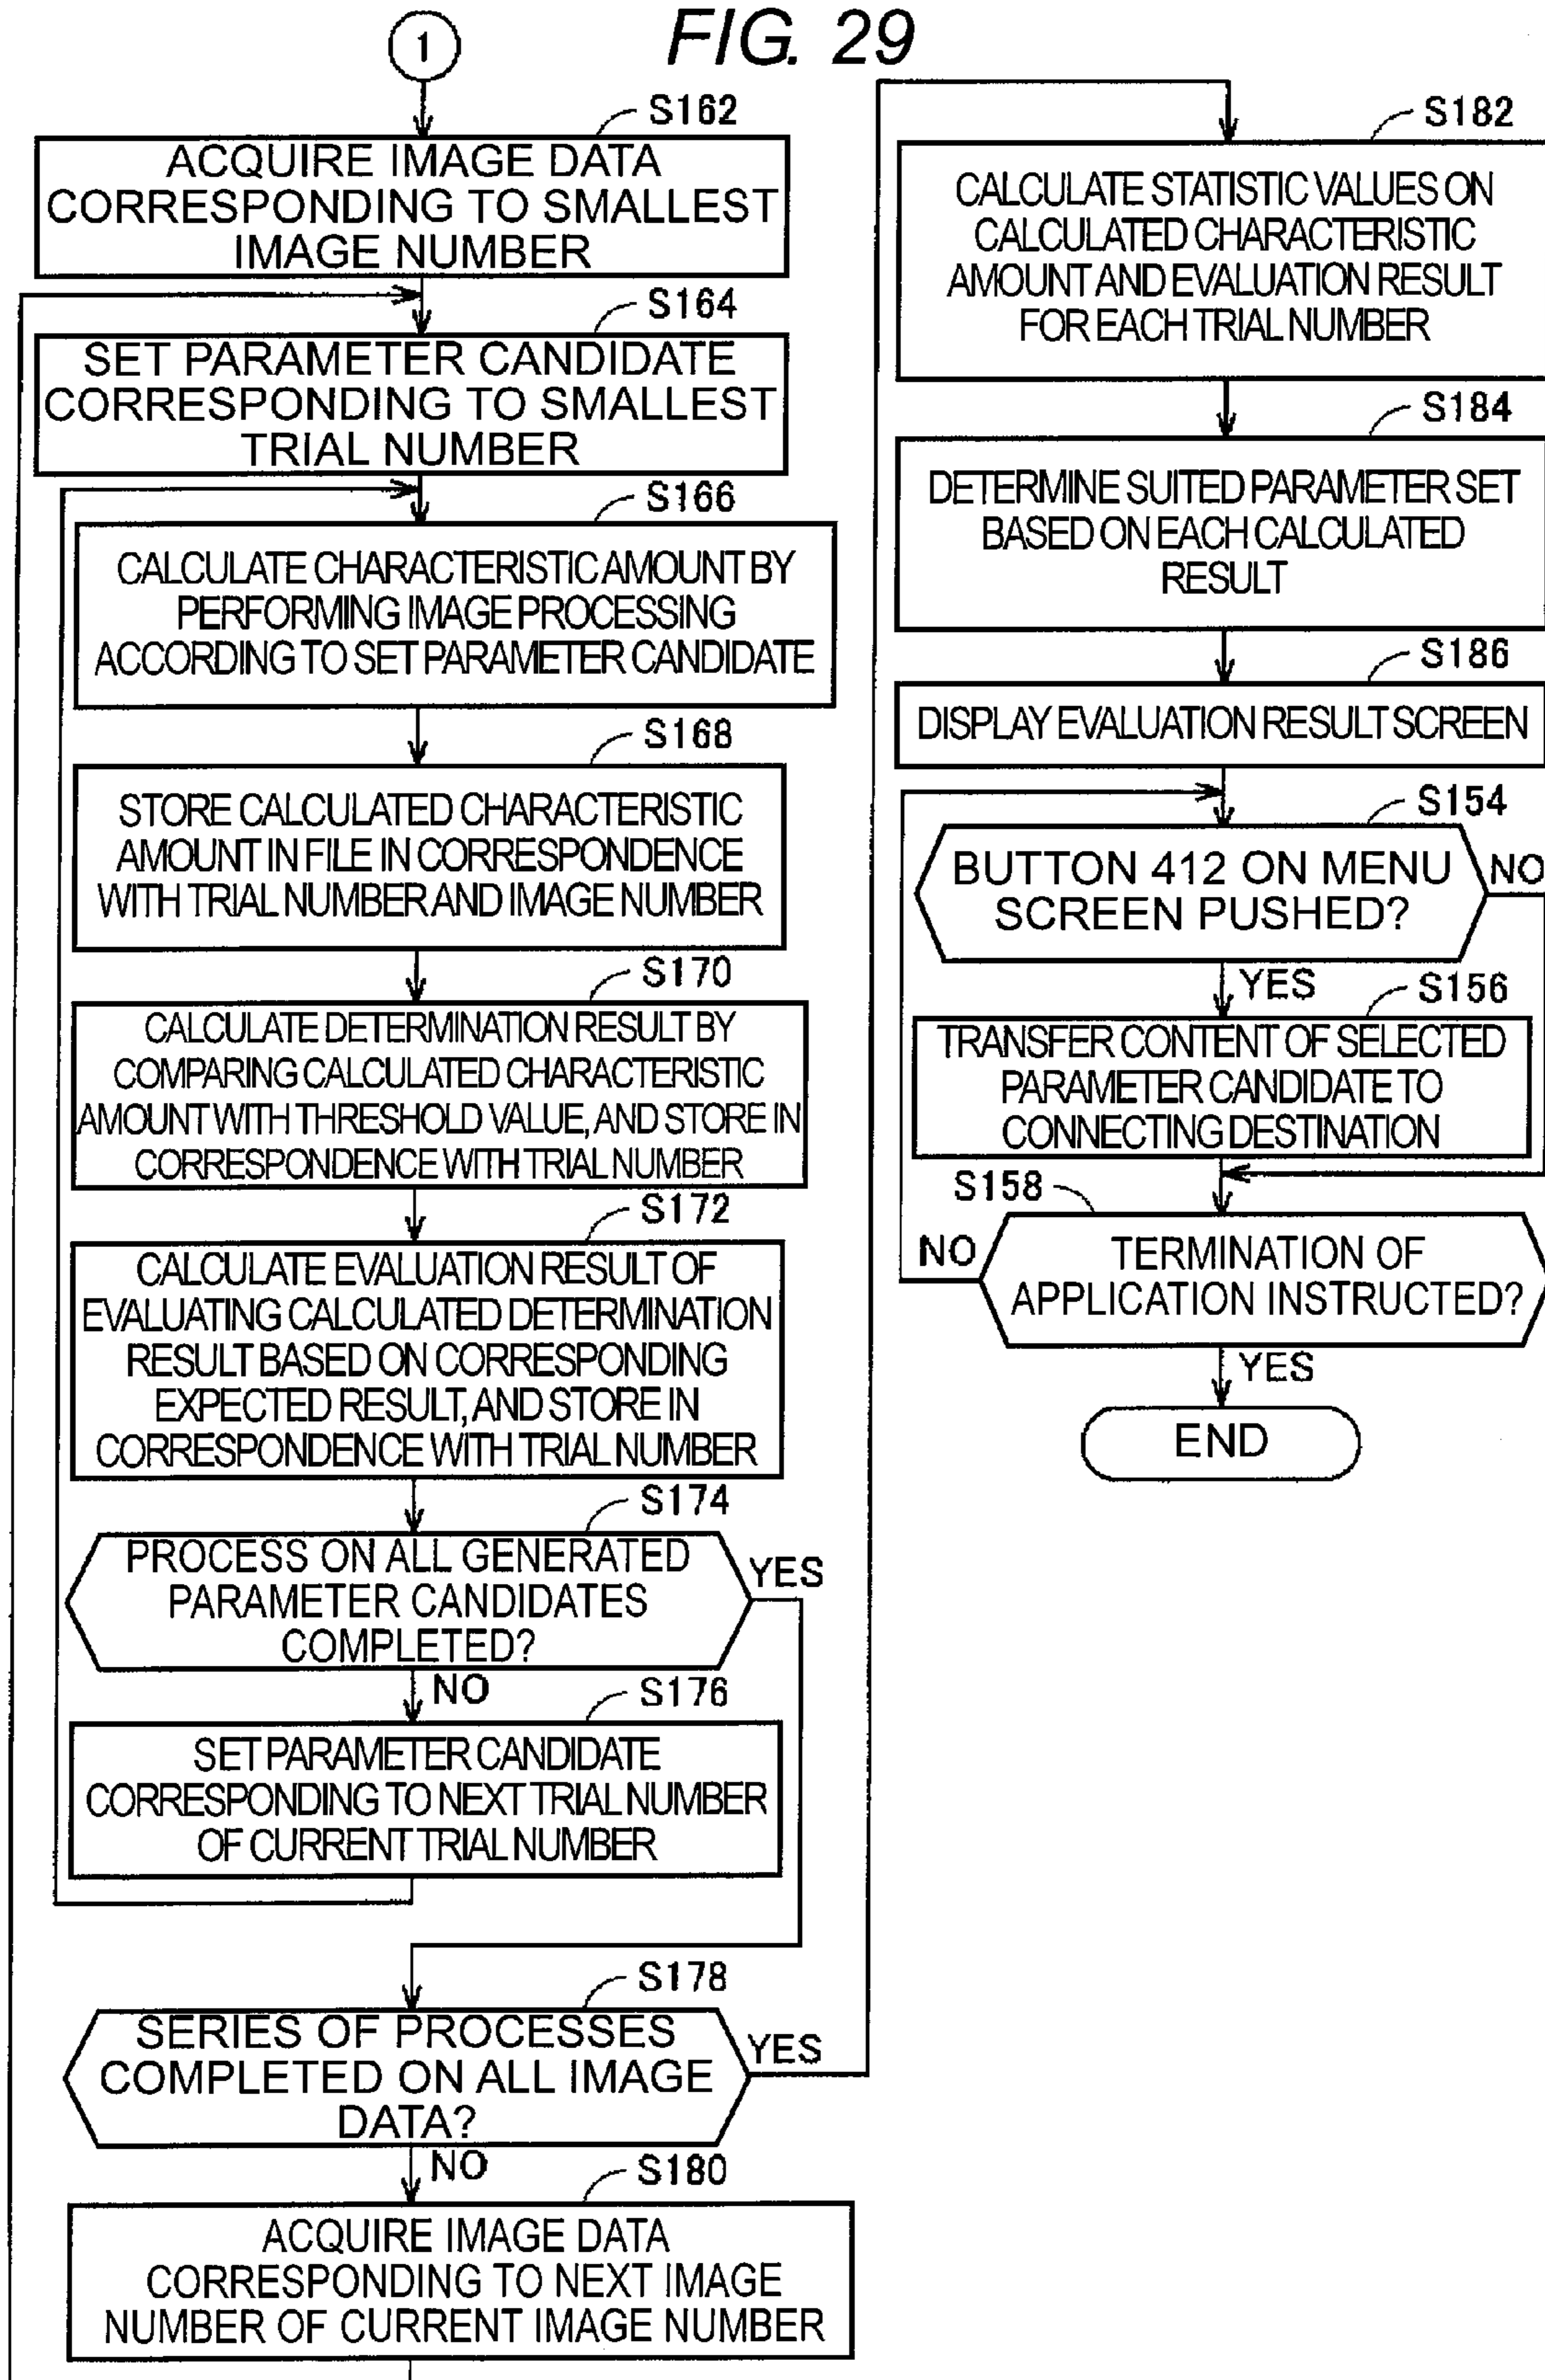 FIG. 29
1
S162
ACQUIRE IMAGE DATA
CORRESPONDING TO SMALLEST
IMAGE NUMBER
S164
SET PARAMETER CANDIDATE
CORRESPONDING TO SMALLEST
TRIAL NUMBER
S166
CALCULATE CHARACTERISTIC AMOUNT BY
PERFORMING IMAGE PROCESSING
ACCORDING TO SET PARAMETER CANDIDATE
S168
STORE CALCULATED CHARACTERISTIC
AMOUNT IN FILE IN CORRESPONDENCE
WITH TRIAL NUMBER AND IMAGE NUMBER
S170
CALCULATE DETERMINATION RESULT BY
COMPARING CALCULATED CHARACTERISTIC
AMOUNT WITH THRESHOLD VALUE, AND STORE IN
CORRESPONDENCE WITH TRIAL NUMBER
S172
CALCULATE EVALUATION RESULT OF
EVALUATING CALCULATED DETERMINATION
RESULT BASED ON CORRESPONDING
EXPECTED RESULT, AND STORE IN
CORRESPONDENCE WITH TRIAL NUMBER
S174
PROCESS ON ALL GENERATED
PARAMETER CANDIDATES
COMPLETED?
YES
NO
S176
SET PARAMETER CANDIDATE
CORRESPONDING TO NEXT TRIAL NUMBER
OF CURRENT TRIAL NUMBER
S178
SERIES OF PROCESSES
COMPLETED ON ALL IMAGE
DATA?
YES
NO
S180
ACQUIRE IMAGE DATA
CORRESPONDING TO NEXT IMAGE
NUMBER OF CURRENT IMAGE NUMBER
S182
CALCULATE STATISTIC VALUES ON
CALCULATED CHARACTERISTIC
AMOUNT AND EVALUATION RESULT
FOR EACH TRIAL NUMBER
S184
DETERMINE SUITED PARAMETER SET
BASED ON EACH CALCULATED
RESULT
S186
DISPLAY EVALUATION RESULT SCREEN
S154
BUTTON 412 ON MENU
SCREEN PUSHED?
NO
YES
S156
TRANSFER CONTENT OF SELECTED
PARAMETER CANDIDATE TO
CONNECTING DESTINATION
S158
NO
TERMINATION OF
APPLICATION INSTRUCTED?
YES
END